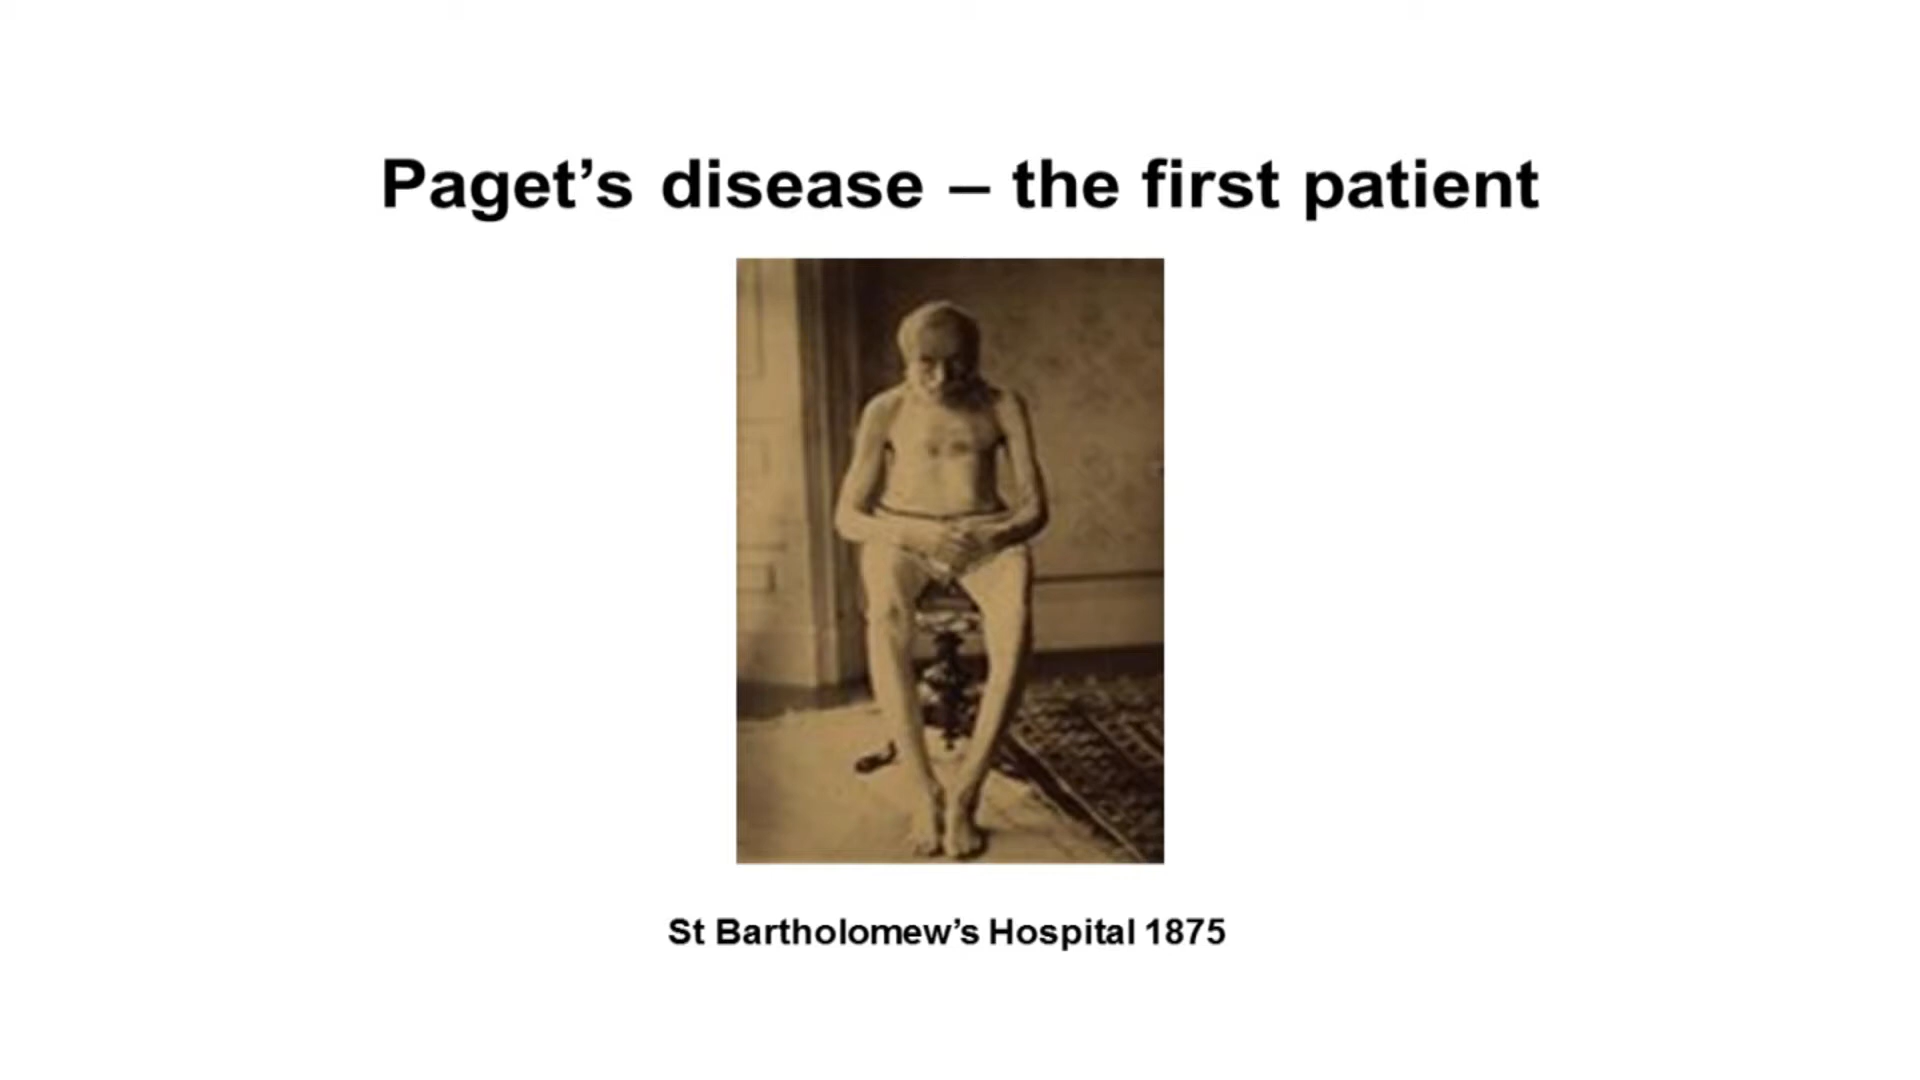 Paget’s disease – the first patient
St Bartholomew’s Hospital 1875